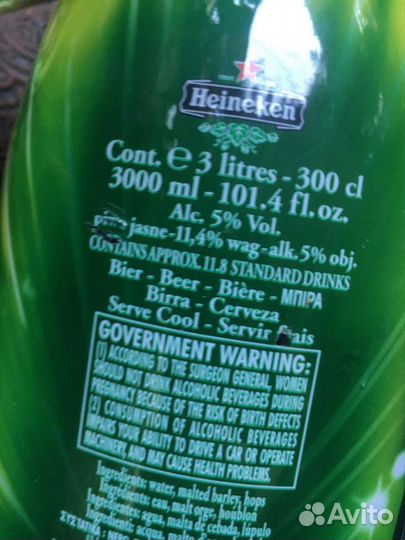 Heineken
Cont. ℮ 3 litres - 300 cl
3000 ml - 101.4 fl. oz.
Alc. 5% Vol.
jasne-11,4% wag-alk. 5% obj.
CONTAINS APPROX. 11.8 STANDARD DRINKS
Bier - Beer - Bière - ΜΠΙΡΑ
Birra - Cerveza
Serve Cool - Servir Frais
GOVERNMENT WARNING:
(1) ACCORDING TO THE SURGEON GENERAL, WOMEN
SHOULD NOT DRINK ALCOHOLIC BEVERAGES DURING
PREGNANCY BECAUSE OF THE RISK OF BIRTH DEFECTS
(2) CONSUMPTION OF ALCOHOLIC BEVERAGES
IMPAIRS YOUR ABILITY TO DRIVE A CAR OR OPERATE
MACHINERY, AND MAY CAUSE HEALTH PROBLEMS.
Ingredients: water, malted barley, hops
Ingrédients: eau, malt orge, houblon
Ingredientes: agua, malta de cebada, lúpulo
Ingredienti: acqua, malto
ΣΥΣΤΑΤΙΚΑ: ΝΕΡΟ
Avito